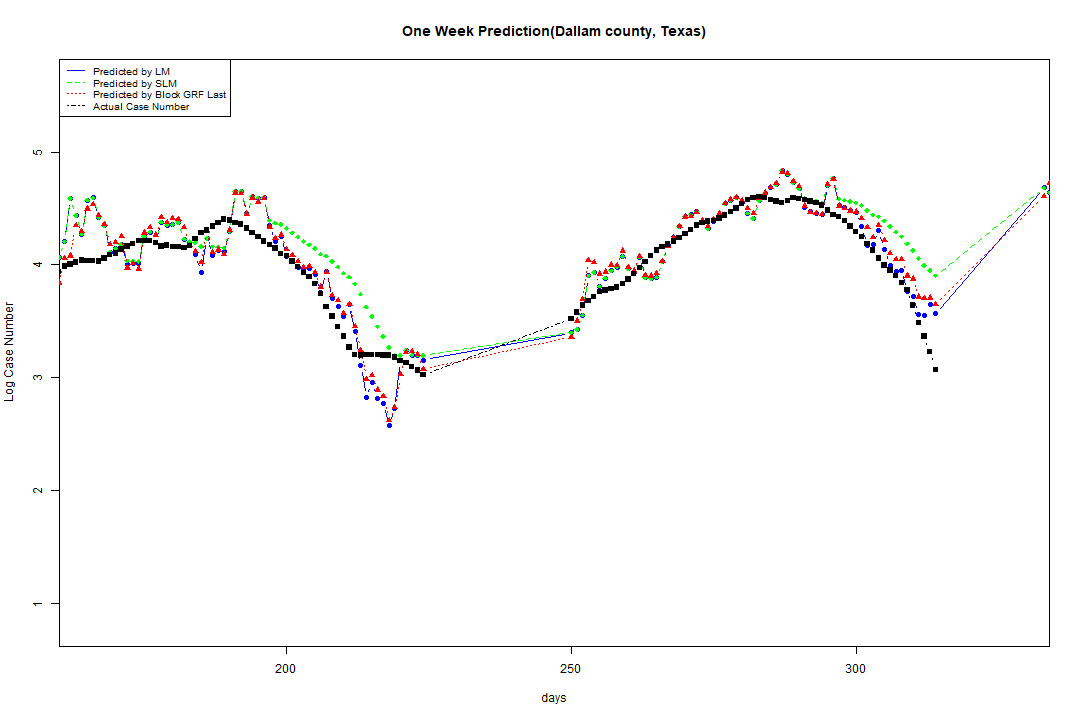 One Week Prediction(Dallam county, Texas)
Predicted by LM
Predicted by SLM
Predicted by Block GRF Last
Actual Case Number
5
4
3
2
1
Log Case Number
200
250
300
days